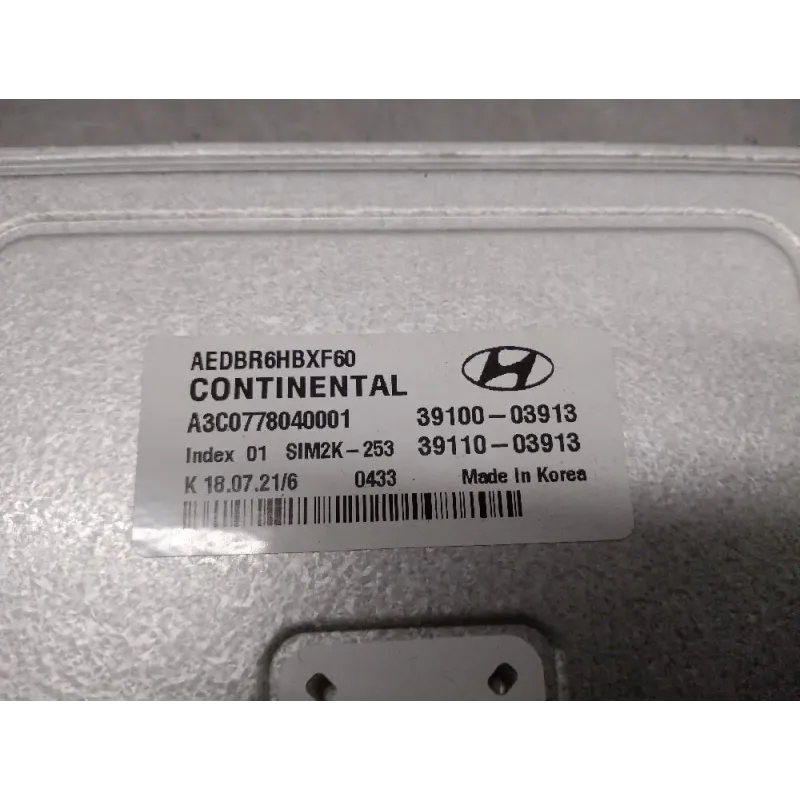 AEDBR6HBXF60
CONTINENTAL
A3C0778040001 39100-03913
Index 01 SIM2K-253 39110-03913
K 18.07.21/6 0433 Made in Korea